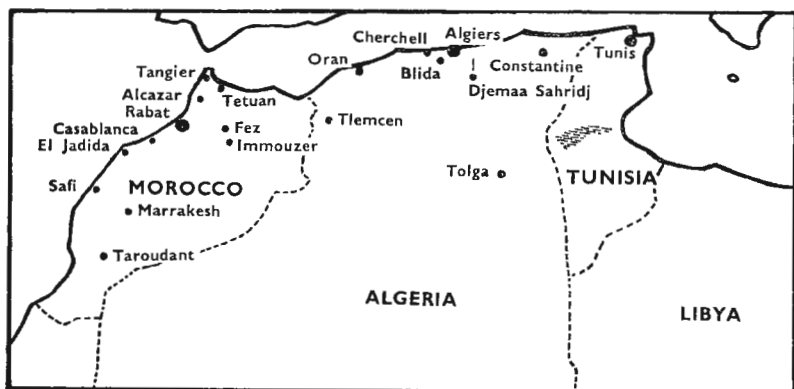 Cherchell
Algiers
Oran
Tunis
Tangier
Blida
Constantine
Alcazar
Tetuan
Djemaa Sahridj
Rabat
Casablanca
Fez
Tlemcen
El Jadida
Immouzer
Tolga
TUNISIA
Safi
MOROCCO
Marrakesh
Taroudant
ALGERIA
LIBYA